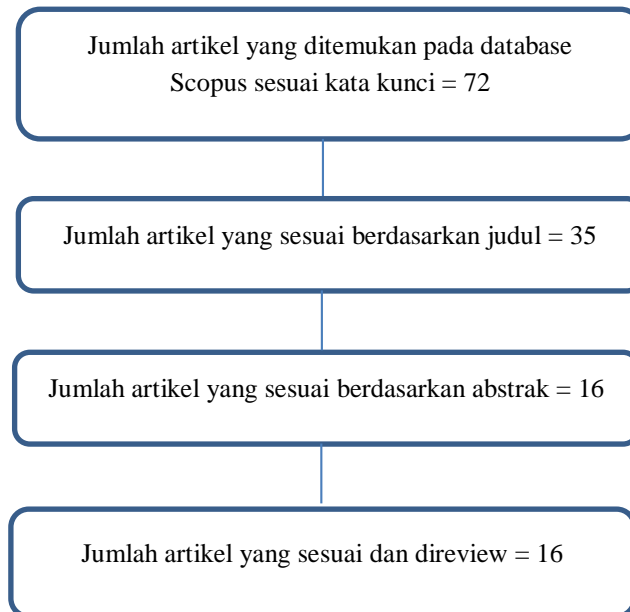 Jumlah artikel yang ditemukan pada database
Scopus sesuai kata kunci = 72
Jumlah artikel yang sesuai berdasarkan judul = 35
Jumlah artikel yang sesuai berdasarkan abstrak = 16
Jumlah artikel yang sesuai dan direview = 16